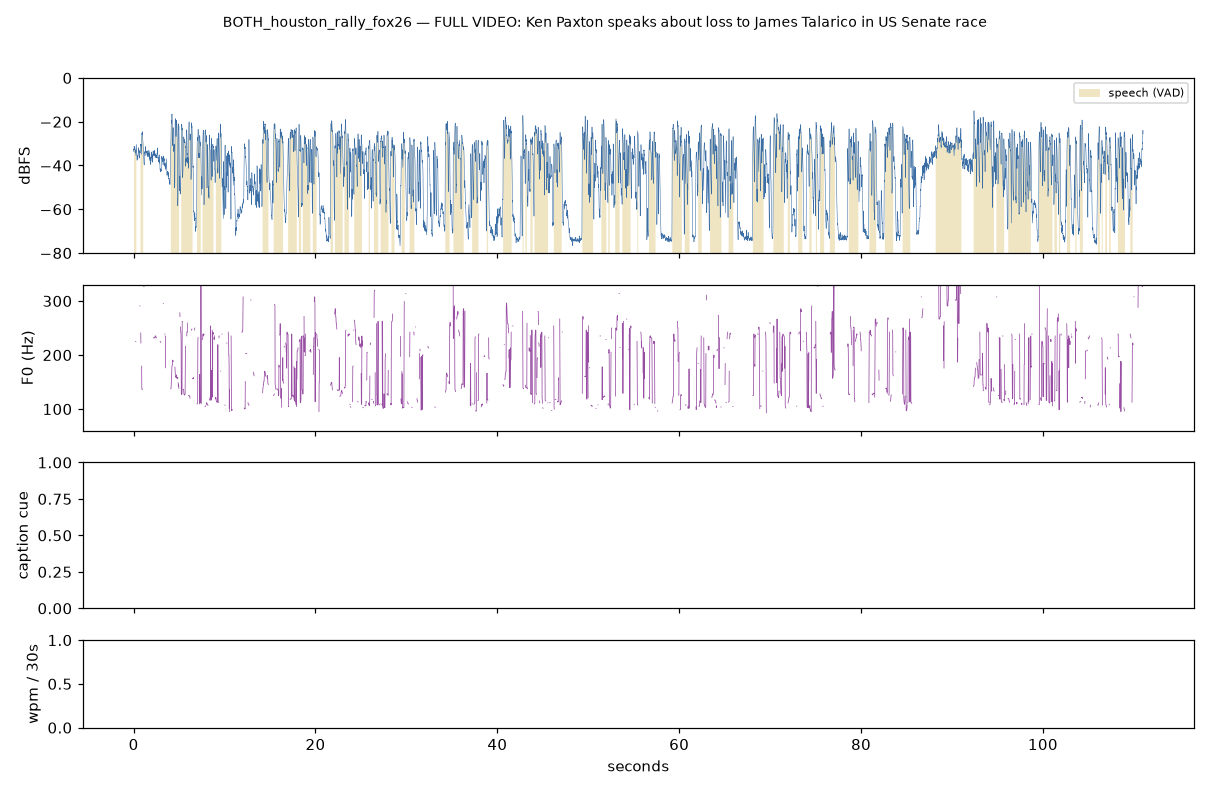 BOTH_houston_rally_fox26 — FULL VIDEO: Ken Paxton speaks about loss to James Talarico in US Senate race
0
−20
−40
−60
−80
dBFS
speech (VAD)
300
200
100
F0 (Hz)
1.00
0.75
0.50
0.25
0.00
caption cue
1.0
0.5
0.0
wpm / 30s
0 20 40 60 80 100
seconds